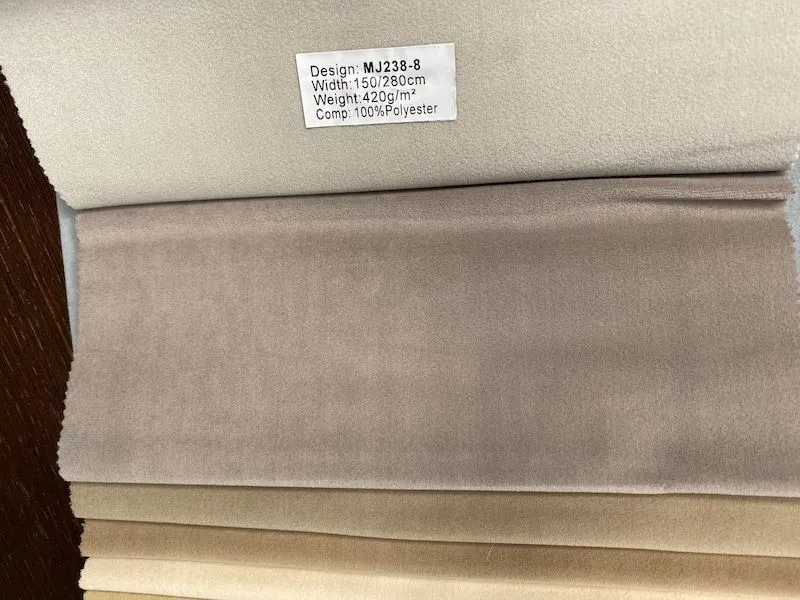 Design: MJ238-8
Width:150/280cm
Weight:420g/m²
Comp: 100%Polyester